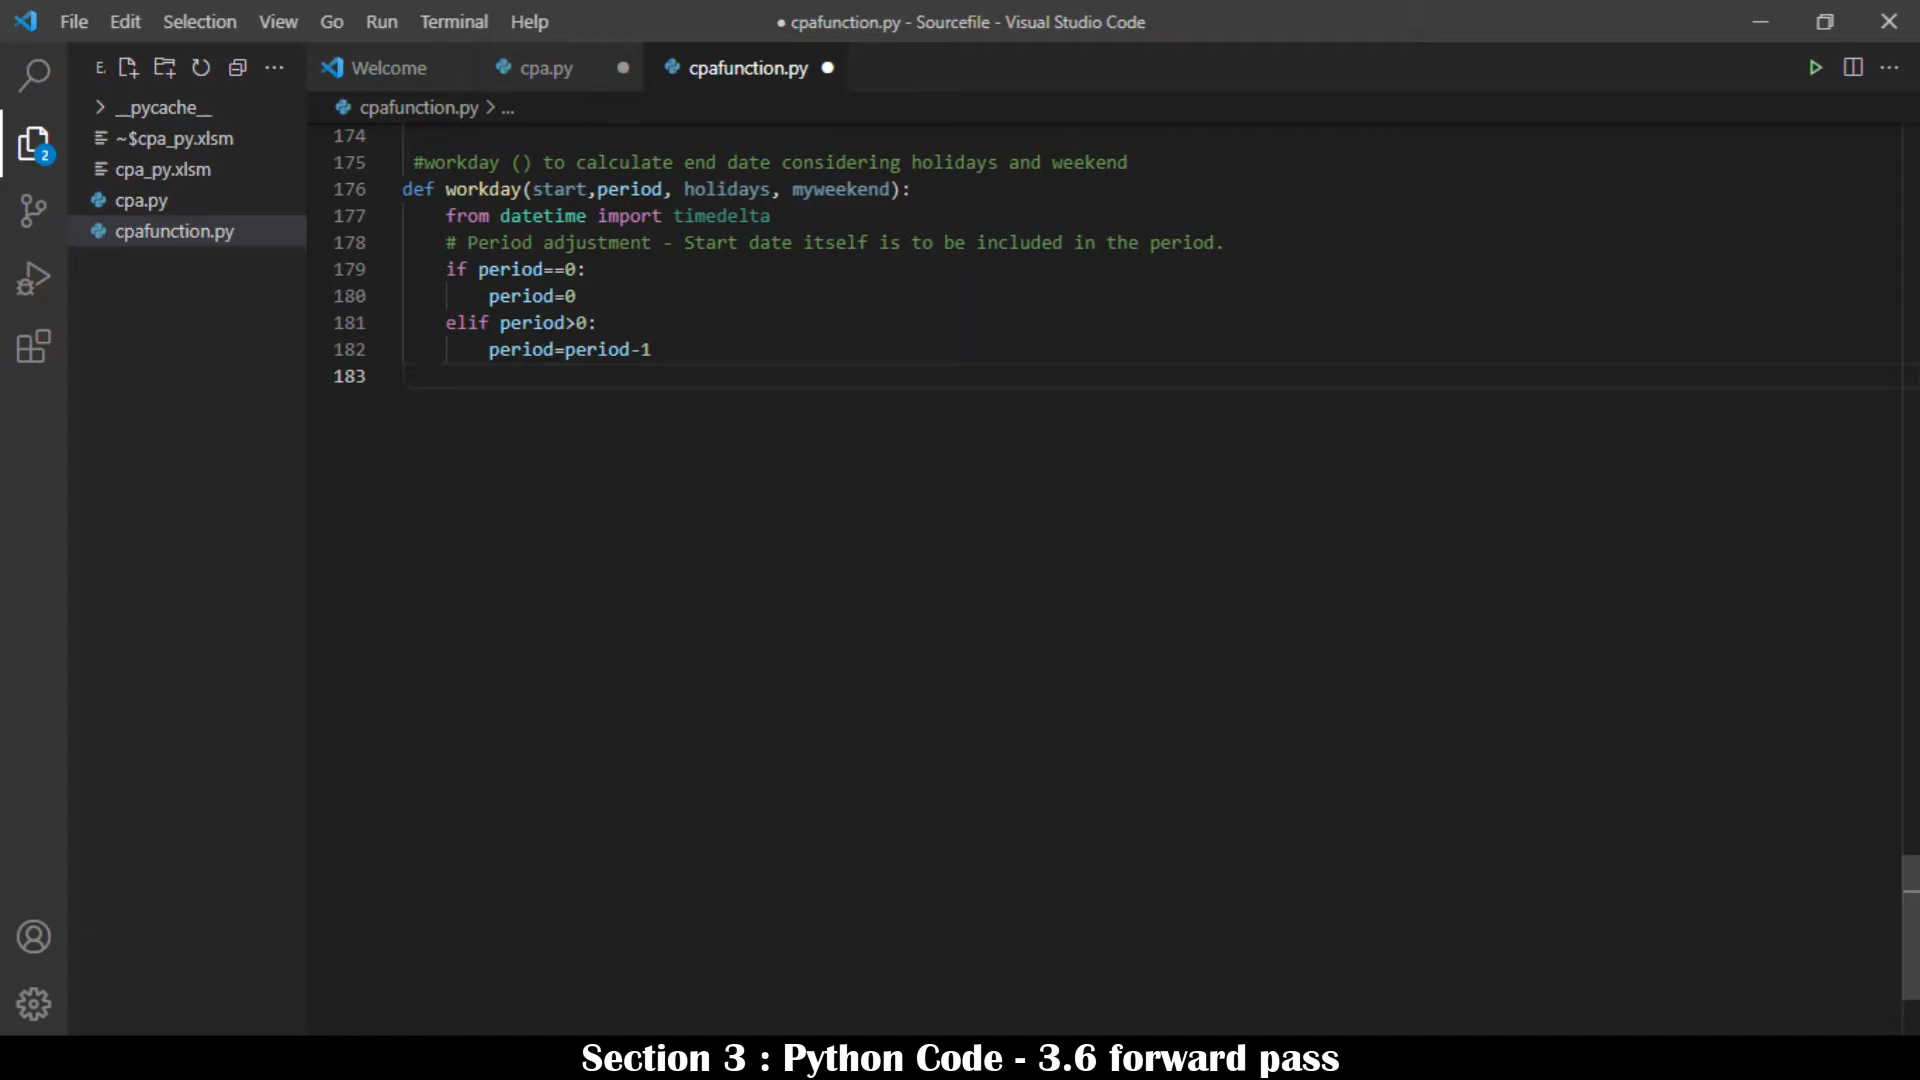 File Edit Selection View Go Run Terminal Help
● cpafunction.py - Sourcefile - Visual Studio Code
E.
Welcome
cpa.py
cpafunction.py
__pycache__
~$cpa_py.xlsm
cpa_py.xlsm
cpa.py
cpafunction.py
2
cpafunction.py > ...
174
175 #workday () to calculate end date considering holidays and weekend
176 def workday(start,period, holidays, myweekend):
177     from datetime import timedelta
178     # Period adjustment - Start date itself is to be included in the period.
179     if period==0:
180         period=0
181     elif period>0:
182         period=period-1
183
Section 3 : Python Code - 3.6 forward pass